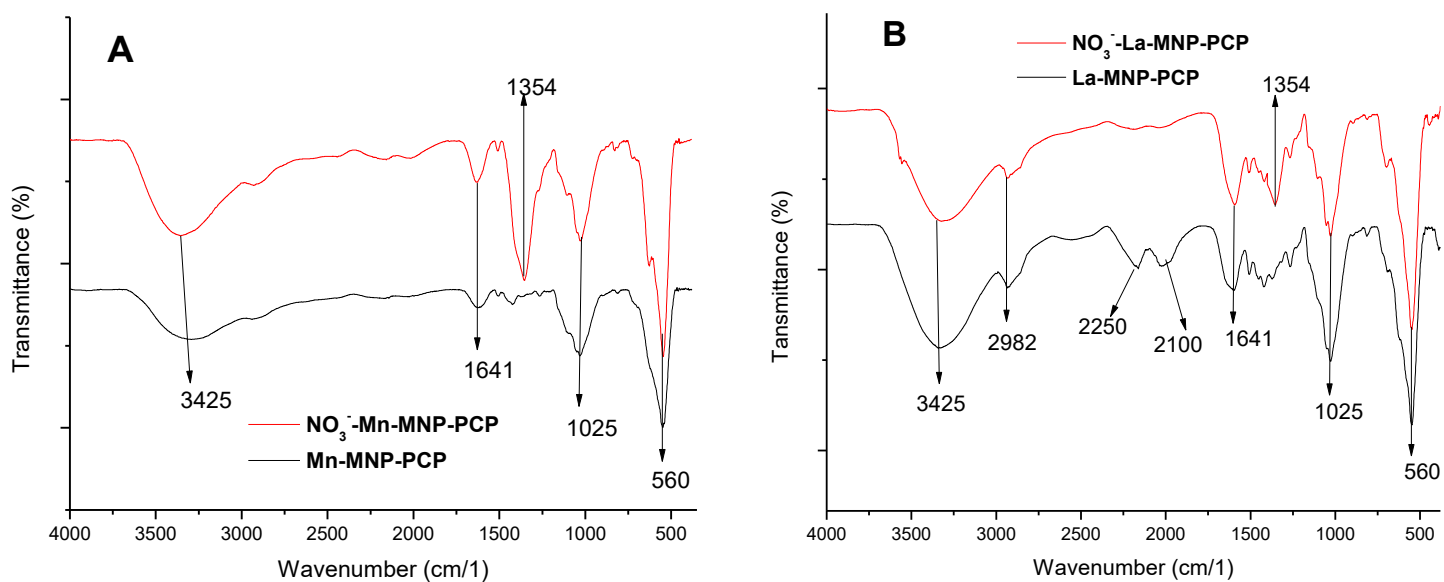 A
1354
Transmittance (%)
3425
1641
1025
560
NO3- -Mn-MNP-PCP
Mn-MNP-PCP
4000 3500 3000 2500 2000 1500 1000 500
Wavenumber (cm/1)
B
NO3- -La-MNP-PCP
La-MNP-PCP
1354
Tansmittance (%)
3425
2982
2250
2100
1641
1025
560
4000 3500 3000 2500 2000 1500 1000 500
Wavenumber (cm/1)